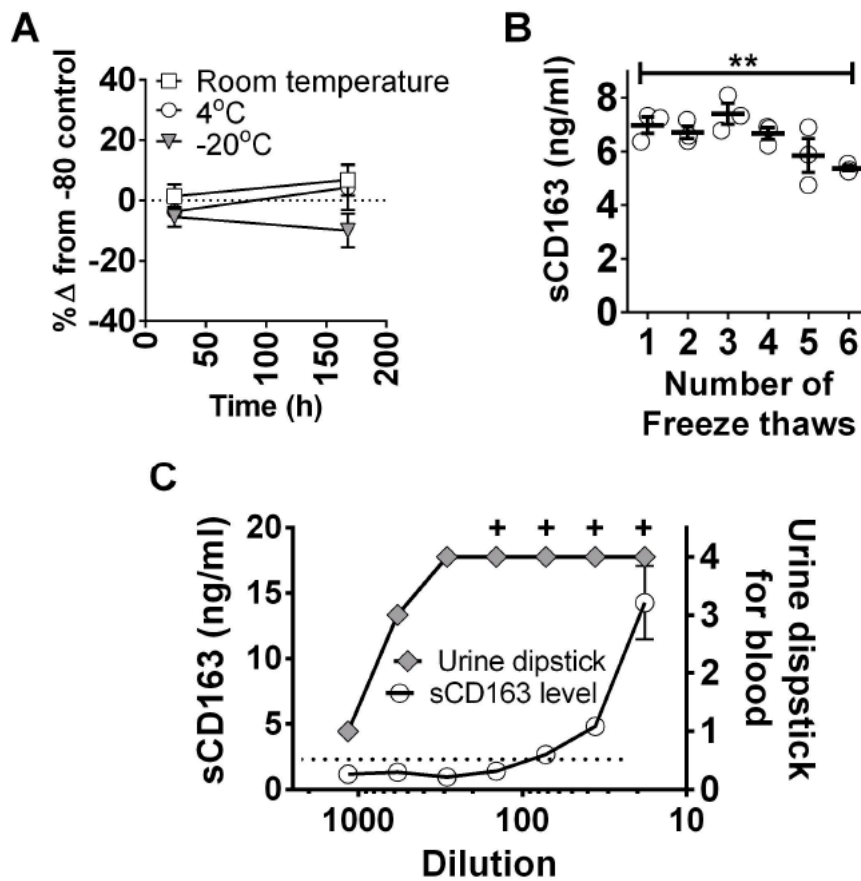 A
% Δ from -80 control
40
20
0
-20
-40
Room temperature
4°C
-20°C
0
50
100
150
200
Time (h)
B
sCD163 (ng/ml)
8
6
4
2
0
**
1 2 3 4 5 6
Number of
Freeze thaws
C
sCD163 (ng/ml)
20
15
10
5
0
+ + + +
Urine dipstick
sCD163 level
4
3
2
1
0
Urine dispstick
for blood
1000 100 10
Dilution